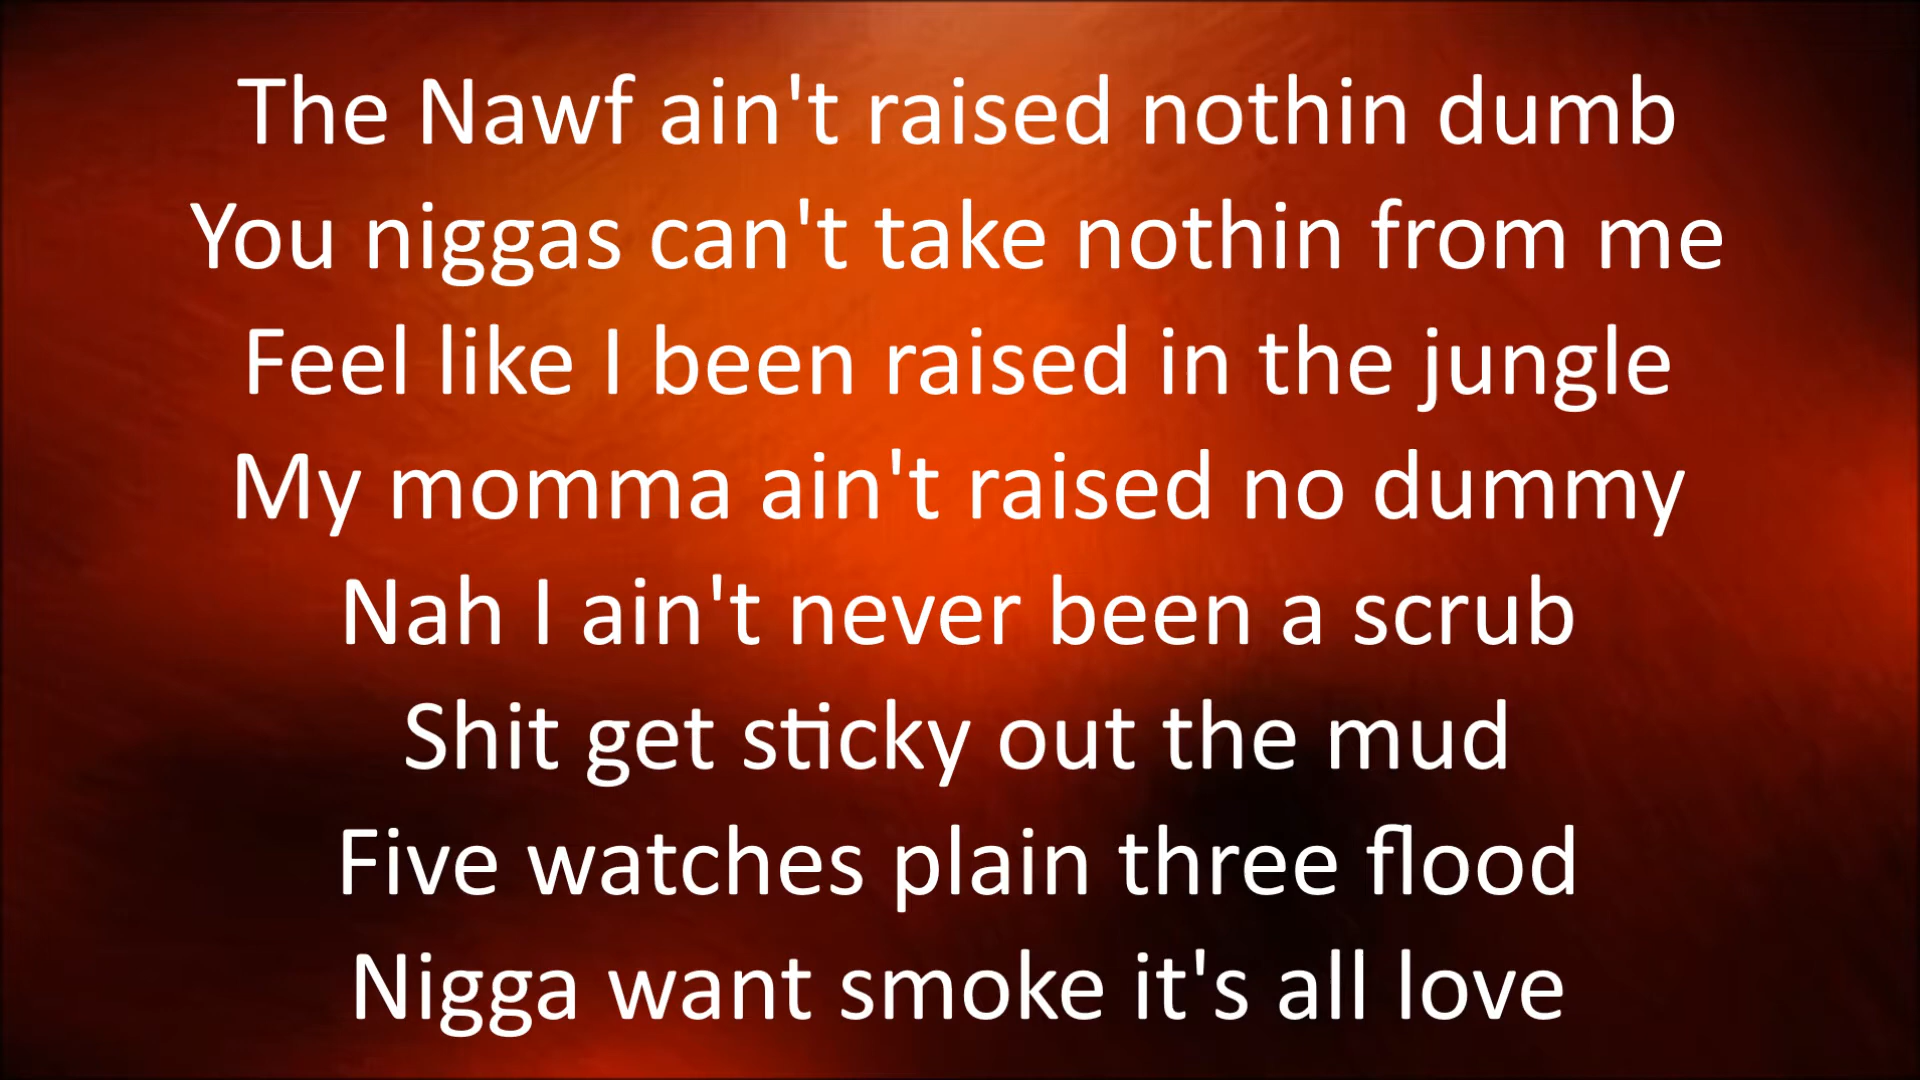 The Nawf ain't raised nothin dumb
You niggas can't take nothin from me
Feel like I been raised in the jungle
My momma ain't raised no dummy
Nah I ain't never been a scrub
Shit get sticky out the mud
Five watches plain three flood
Nigga want smoke it's all love